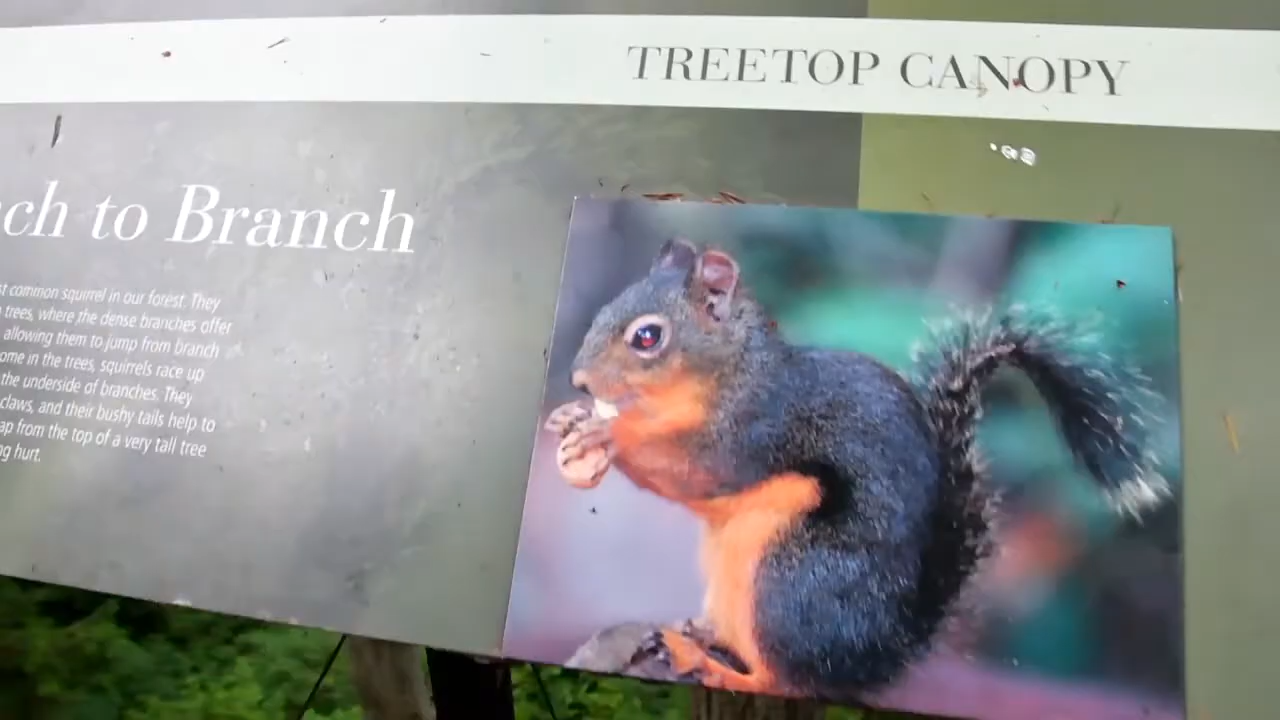 TREETOP CANOPY
ch to Branch
st common squirrel in our forest. They
trees, where the dense branches offer
allowing them to jump from branch
ome in the trees, squirrels race up
the underside of branches. They
claws, and their bushy tails help to
ap from the top of a very tall tree
g hurt.